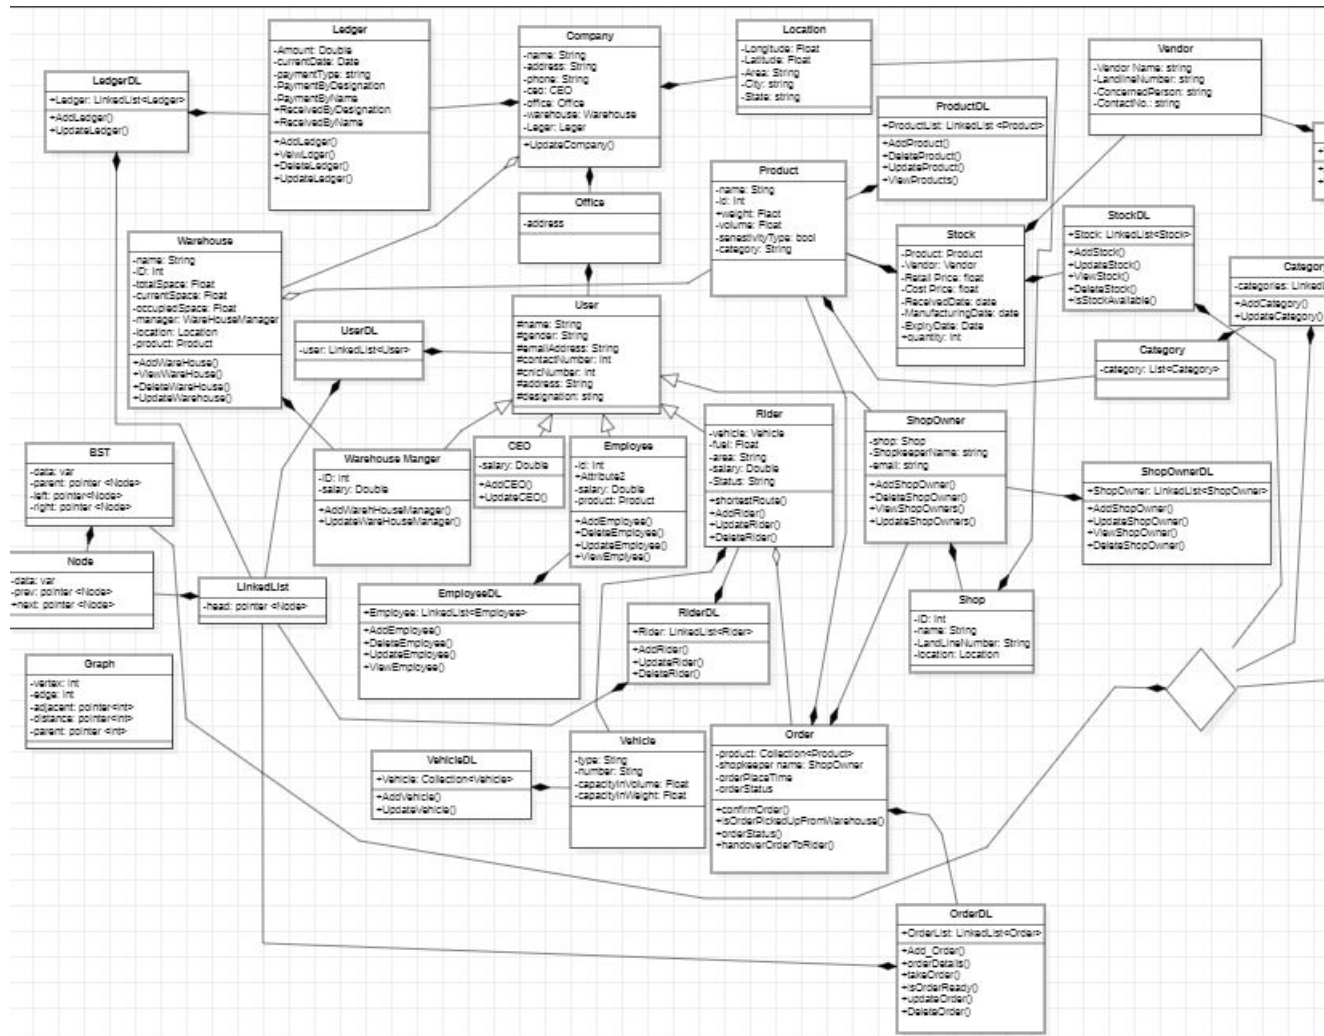 Ledger
-Amount: Double
-currentDate: Date
-paymentType: string
-PaymentByDesignation
-PaymentByName
+ReceivedByDesignation
+ReceivedByName
+AddLedger()
+VeiwLdger()
+DeleteLedger()
+UpdateLedger()
Company
-name: String
-address: String
-phone: String
-ceo: CEO
-office: Office
-warehouse: Warehouse
-Leger: Leger
+UpdateCompany()
Location
-Longitude: Float
-Latitude: Float
-Area: String
-City: string
-State: string
Vendor
-Vendor Name: string
-LandlineNumber: string
-ConcernedPerson: string
-ContactNo.: string
LedgerDL
+Ledger: LinkedList<Ledger>
+AddLedger()
+UpdateLedger()
ProductDL
+ProductList: LinkedList <Product>
+AddProduct()
+DeleteProduct()
+UpdateProduct()
+ViewProducts()
Product
-name: Sting
-id: Int
+weight: Flaot
-volume: Float
-senestivityType: bool
-category: String
Office
-address
Stock
-Product: Product
-Vendor: Vendor
-Retail Price: float
-Cost Price: float
-ReceivedDate: date
-ManufacturingDate: date
-ExpiryDate: Date
+quantity: int
StockDL
+Stock: LinkedList<Stock>
+AddStock()
+UpdateStock()
+ViewStock()
+DeleteStock()
+isStockAvailable()
Category
-categories: Linked
+AddCategory()
+UpdateCategory()
Warehouse
-name: String
-ID: Int
-totalSpace: Float
-currentSpace: Float
-occupiedSpace: Float
-manager: WareHouseManager
-location: Location
-product: Product
+AddWareHouse()
+ViewWareHouse()
+DeleteWareHouse()
+UpdateWarehouse()
User
#name: String
#gender: String
#emailAddress: String
#contactNumber: Int
#cnicNumber: Int
#address: String
#designation: sting
UserDL
-user: LinkedList<User>
Category
-category: List<Category>
BST
-data: var
-parent: pointer <Node>
-left: pointer<Node>
-right: pointer <Node>
Warehouse Manger
-ID: Int
-salary: Double
+AddWarehHouseManager()
+UpdateWareHouseManager()
CEO
-salary: Double
+AddCEO()
+UpdateCEO()
Employee
-id: Int
+Attribute2
-salary: Double
-product: Product
+AddEmployee()
+DeleteEmployee()
+UpdateEmployee()
+ViewEmplyee()
Rider
-vehicle: Vehicle
-fuel: Float
-area: String
-salary: Double
-Status: String
+shortestRoute()
+AddRider()
+UpdateRider()
+DeleteRider()
ShopOwner
-shop: Shop
-ShopkeeperName: string
-email: string
+AddShopOwner()
+DeleteShopOwner()
+ViewShopOwners()
+UpdateShopOwners()
ShopOwnerDL
+ShopOwner: LinkedList<ShopOwner>
+AddShopOwner()
+UpdateShopOwner()
+ViewShopOwner()
+DeleteShopOwner()
Node
-data: var
-prev: pointer <Node>
+next: pointer <Node>
LinkedList
-head: pointer <Node>
EmployeeDL
+Employee: LinkedList<Employee>
+AddEmployee()
+DeleteEmployee()
+UpdateEmployee()
+ViewEmployee()
RiderDL
+Rider: LinkedList<Rider>
+AddRider()
+UpdateRider()
+DeleteRider()
Shop
-ID: Int
-name: String
-LandLineNumber: String
-location: Location
Graph
-vertex: int
-edge: int
-adjacent: pointer<int>
-distance: pointer<int>
-parent: pointer <int>
VehicleDL
+Vehicle: Collection<Vehicle>
+AddVehicle()
+UpdateVehicle()
Vehicle
-type: Sting
-number: Sting
-capacityInVolume: Float
-capacityInWeight: Float
Order
-product: Collection<Product>
-shopkeeper name: ShopOwner
-orderPlaceTime
-orderStatus
+confirmOrder()
+isOrderPickedUpFromWarehouse()
+orderStatus()
+handoverOrderToRider()
OrderDL
+OrderList: LinkedList<Order>
+Add_Order()
+orderDetails()
+takeOrder()
+isOrderReady()
+updateOrder()
+DeleteOrder()